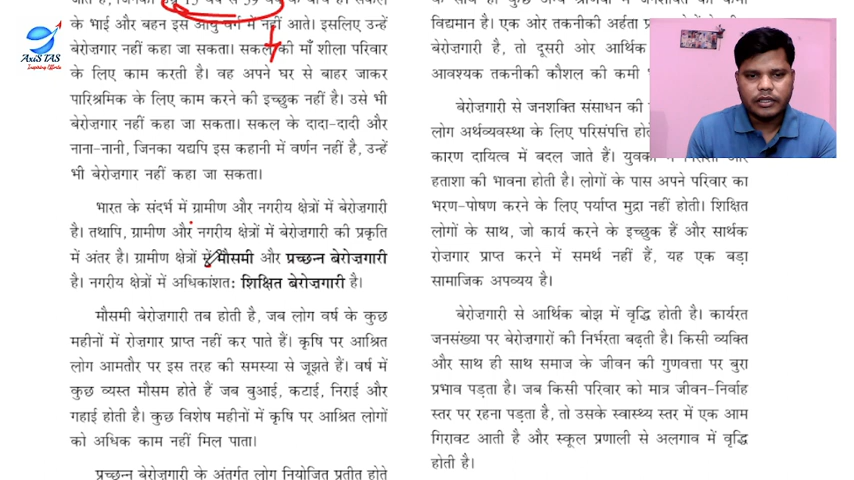 AXiS TAS
Inspiring Efforts
के भाई और बहन इस आयु वर्ग में नहीं आते। इसलिए उन्हें
बेरोज़गार नहीं कहा जा सकता। सकल की माँ शीला परिवार
के लिए काम करती है। वह अपने घर से बाहर जाकर
पारिश्रमिक के लिए काम करने की इच्छुक नहीं है। उसे भी
बेरोज़गार नहीं कहा जा सकता। सकल के दादा-दादी और
नाना-नानी, जिनका यद्यपि इस कहानी में वर्णन नहीं है, उन्हें
भी बेरोज़गार नहीं कहा जा सकता।
भारत के संदर्भ में ग्रामीण और नगरीय क्षेत्रों में बेरोज़गारी
है। तथापि, ग्रामीण और नगरीय क्षेत्रों में बेरोज़गारी की प्रकृति
में अंतर है। ग्रामीण क्षेत्रों में मौसमी और प्रच्छन्न बेरोज़गारी
है। नगरीय क्षेत्रों में अधिकांशत: शिक्षित बेरोज़गारी है।
मौसमी बेरोज़गारी तब होती है, जब लोग वर्ष के कुछ
महीनों में रोज़गार प्राप्त नहीं कर पाते हैं। कृषि पर आश्रित
लोग आमतौर पर इस तरह की समस्या से जूझते हैं। वर्ष में
कुछ व्यस्त मौसम होते हैं जब बुआई, कटाई, निराई और
गहाई होती है। कुछ विशेष महीनों में कृषि पर आश्रित लोगों
को अधिक काम नहीं मिल पाता।
प्रच्छन्न बेरोज़गारी के अंतर्गत लोग नियोजित प्रतीत होते
विद्यमान है। एक ओर तकनीकी अर्हता
बेरोज़गारी है, तो दूसरी ओर आर्थिक
आवश्यक तकनीकी कौशल की कमी
बेरोज़गारी से जनशक्ति संसाधन की
लोग अर्थव्यवस्था के लिए परिसंपत्ति
कारण दायित्व में बदल जाते हैं।
हताशा की भावना होती है। लोगों के पास अपने परिवार का
भरण-पोषण करने के लिए पर्याप्त मुद्रा नहीं होती। शिक्षित
लोगों के साथ, जो कार्य करने के इच्छुक हैं और सार्थक
रोज़गार प्राप्त करने में समर्थ नहीं हैं, यह एक बड़ा
सामाजिक अपव्यय है।
बेरोज़गारी से आर्थिक बोझ में वृद्धि होती है। कार्यरत
जनसंख्या पर बेरोज़गारों की निर्भरता बढ़ती है। किसी व्यक्ति
और साथ ही साथ समाज के जीवन की गुणवत्ता पर बुरा
प्रभाव पड़ता है। जब किसी परिवार को मात्र जीवन-निर्वाह
स्तर पर रहना पड़ता है, तो उसके स्वास्थ्य स्तर में एक आम
गिरावट आती है और स्कूल प्रणाली से अलगाव में वृद्धि
होती है।